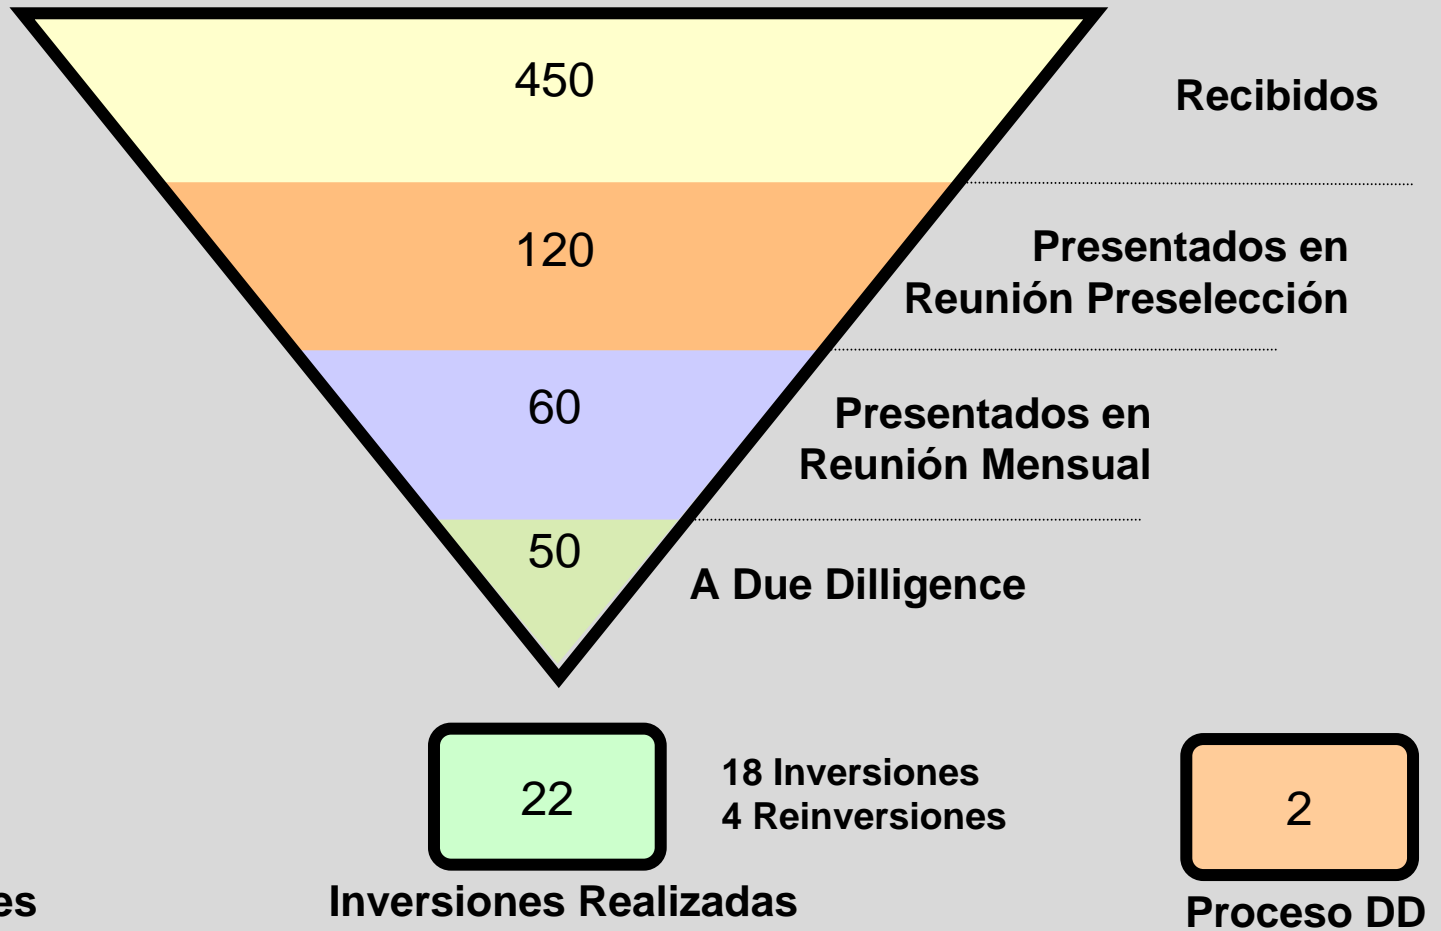 450
Recibidos
120
Presentados en
Reunión Preselección
60
Presentados en
Reunión Mensual
50
A Due Dilligence
22
18 Inversiones
4 Reinversiones
2
es
Inversiones Realizadas
Proceso DD